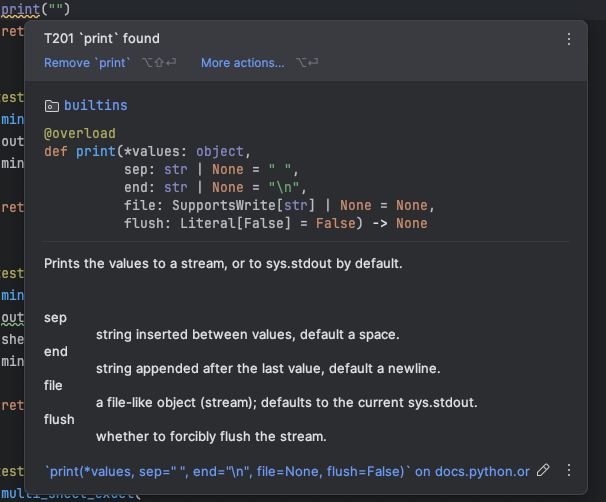 print("")
ret
T201 `print` found
Remove `print` ⌥⇧⏎ More actions... ⌥⏎
builtins
test
min
out
min
ret
@overload
def print(*values: object,
sep: str | None = " ",
end: str | None = "\n",
file: SupportsWrite[str] | None = None,
flush: Literal[False] = False) -> None
Prints the values to a stream, or to sys.stdout by default.
test
min
out
she
min
ret
sep
string inserted between values, default a space.
end
string appended after the last value, default a newline.
file
a file-like object (stream); defaults to the current sys.stdout.
flush
whether to forcibly flush the stream.
`print(*values, sep=" ", end="\n", file=None, flush=False)` on docs.python.or
test
multi_sheet_excel(